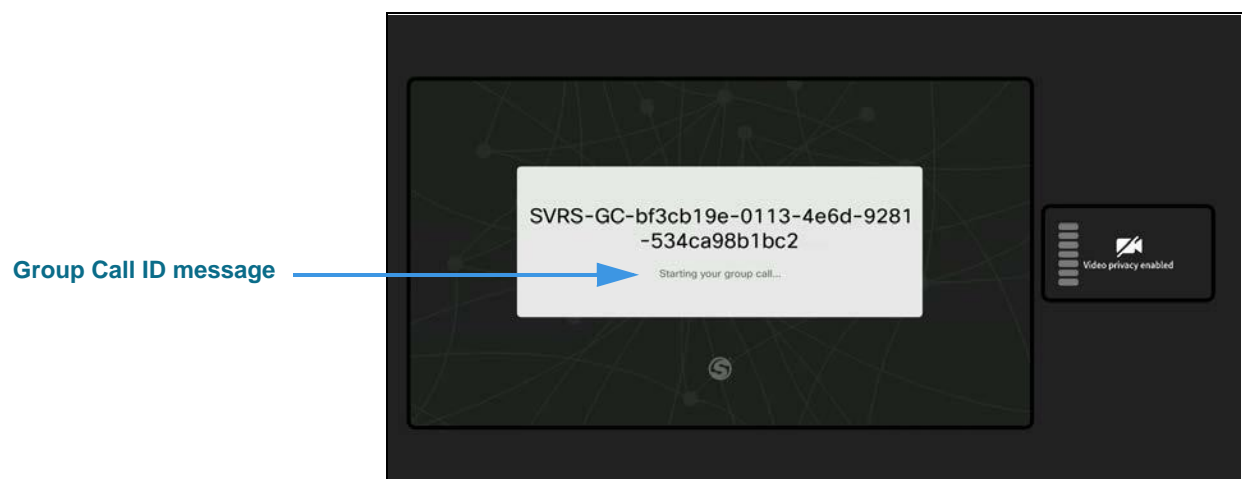 SVRS-GC-bf3cb19e-0113-4e6d-9281
-534ca98b1bc2
Group Call ID message
Starting your group call...
Video privacy enabled